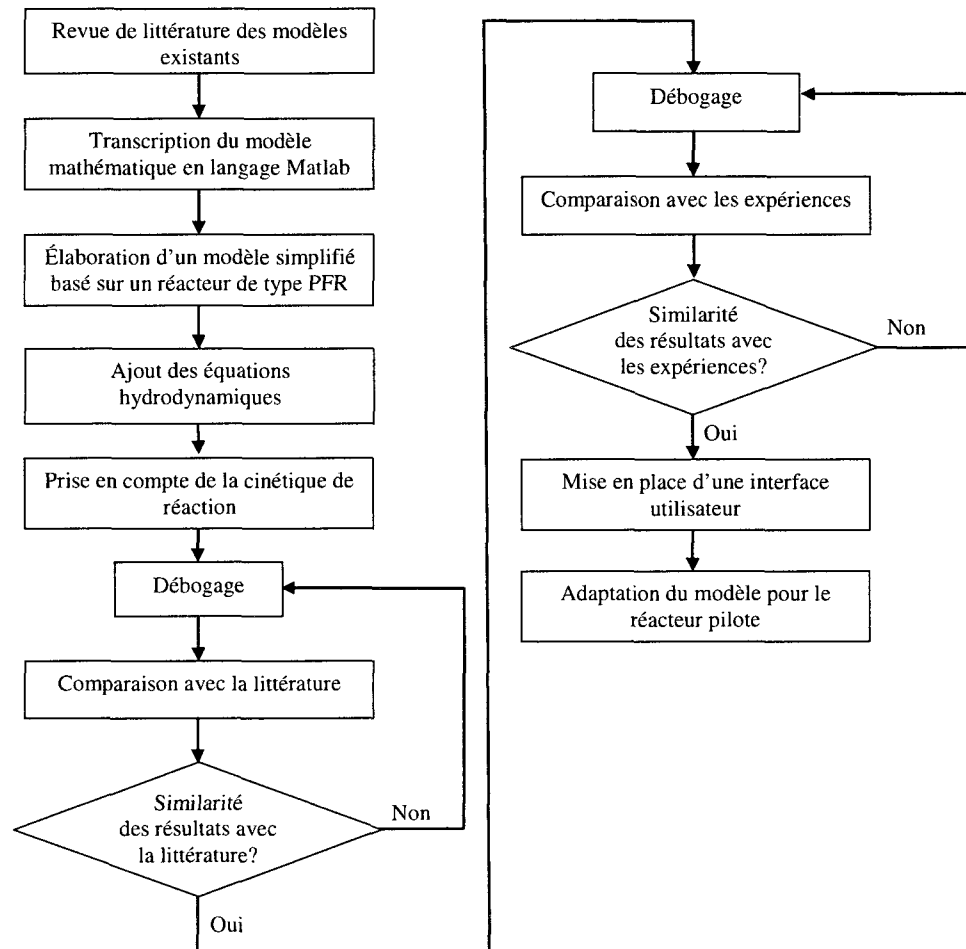 Revue de littérature des modèles
existants
Transcription du modèle
mathématique en langage Matlab
Élaboration d'un modèle simplifié
basé sur un réacteur de type PFR
Ajout des équations
hydrodynamiques
Prise en compte de la cinétique de
réaction
Débogage
Comparaison avec la littérature
Similarité
des résultats avec
la littérature?
Non
Oui
Débogage
Comparaison avec les expériences
Similarité
des résultats avec
les expériences?
Non
Oui
Mise en place d'une interface
utilisateur
Adaptation du modèle pour le
réacteur pilote